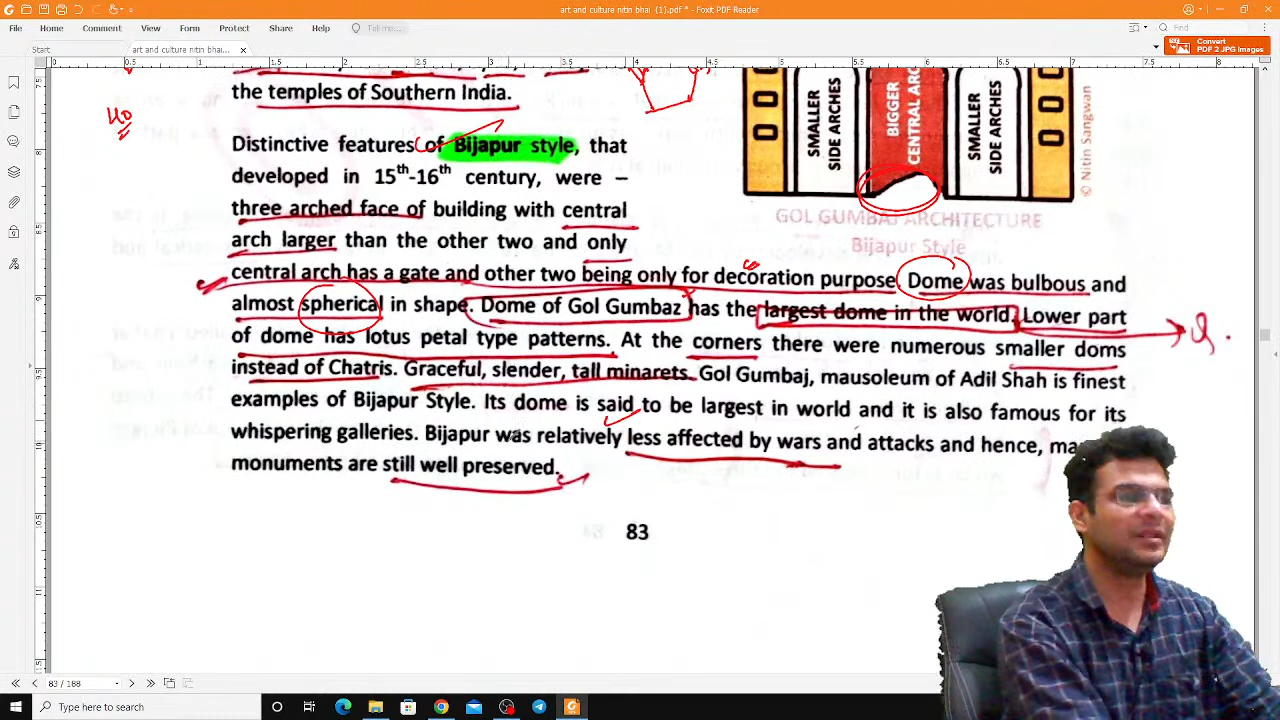 art and culture nitin bhai {1}.pdf * - Foxit PDF Reader
File Home Comment View Form Protect Share Help Tell me... Find
Start art and culture nitin bhai...
Convert
PDF 2 JPG Images
the temples of Southern India.
Distinctive features of Bijapur style, that
developed in 15th-16th century, were –
three arched face of building with central
arch larger than the other two and only
central arch has a gate and other two being only for decoration purpose. Dome was bulbous and
almost spherical in shape. Dome of Gol Gumbaz has the largest dome in the world. Lower part
of dome has lotus petal type patterns. At the corners there were numerous smaller doms
instead of Chatris. Graceful, slender, tall minarets. Gol Gumbaj, mausoleum of Adil Shah is finest
examples of Bijapur Style. Its dome is said to be largest in world and it is also famous for its
whispering galleries. Bijapur was relatively less affected by wars and attacks and hence,
monuments are still well preserved.
SMALLER
SIDE ARCHES
BIGGER
CENTRAL ARC
SMALLER
SIDE ARCHES
© Nitin Sangwan
GOL GUMBAJ ARCHITECTURE
Bijapur Style
83
83 / 188
Type here to search